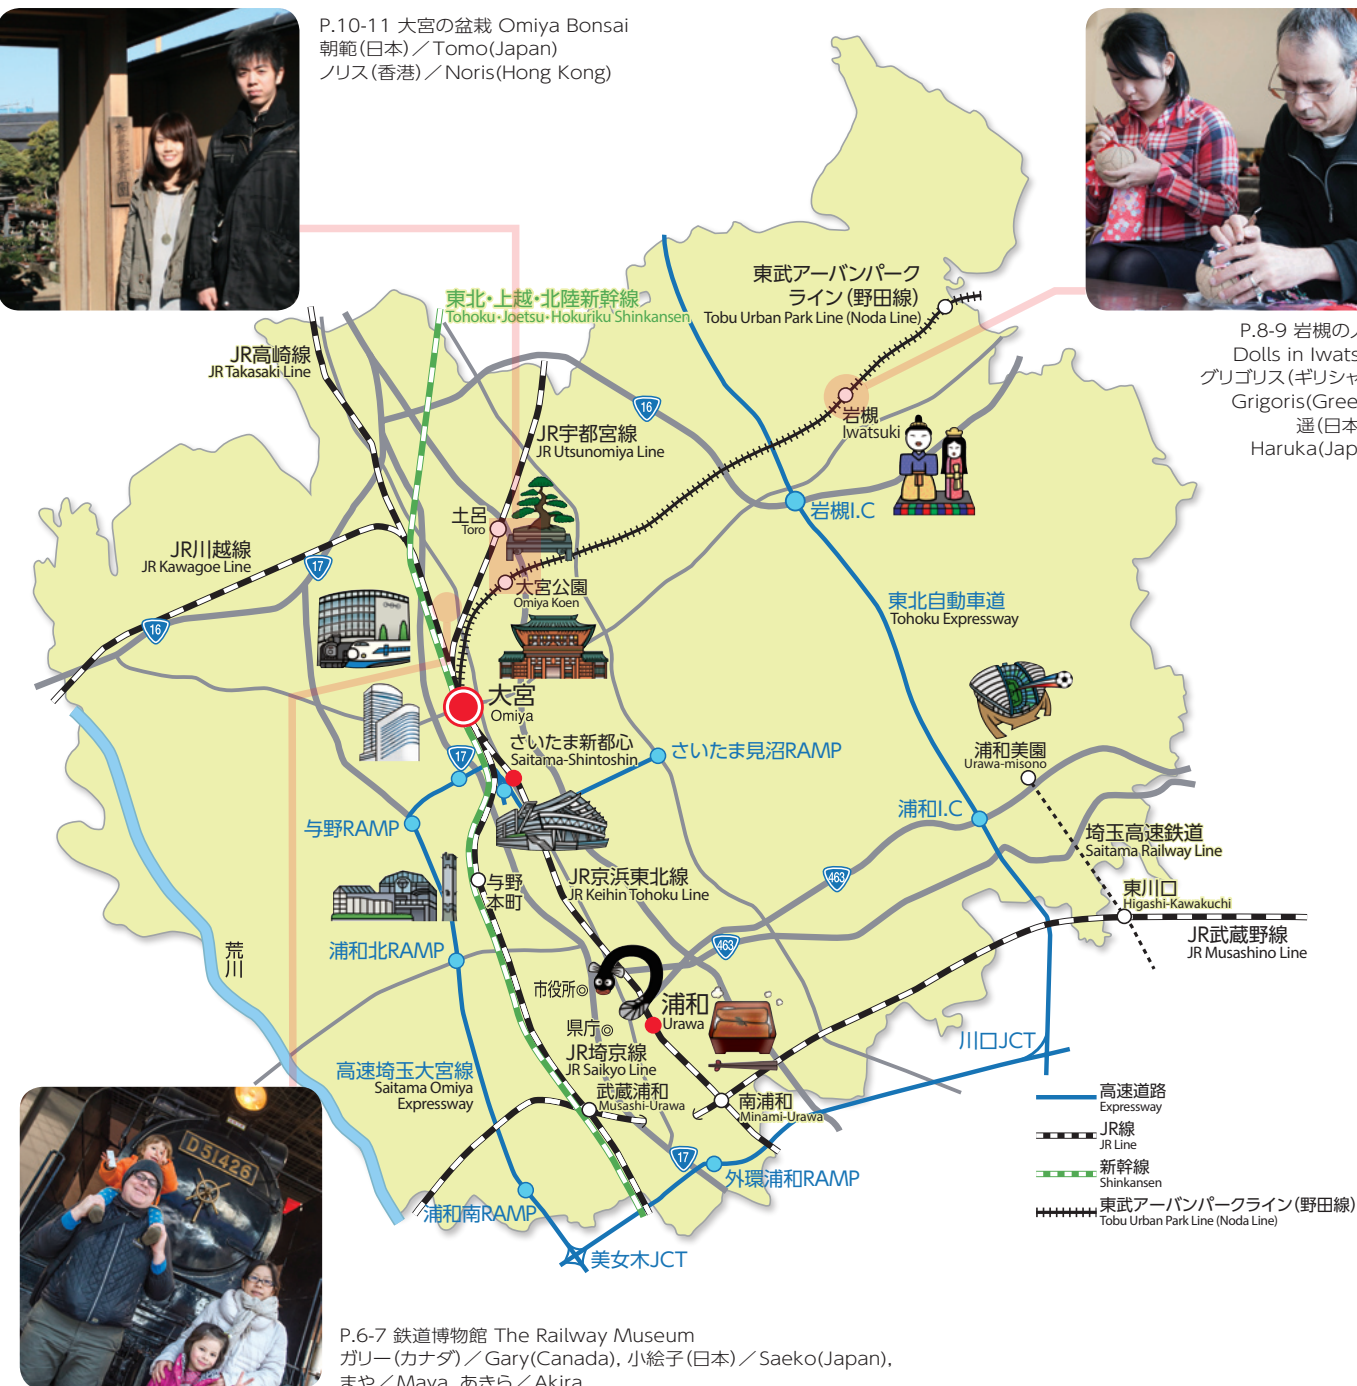 P.10-11 大宮の盆栽 Omiya Bonsai
朝範(日本)／Tomo(Japan)
ノリス(香港)／Noris(Hong Kong)
P.8-9 岩槻の
Dolls in Iwats
グリゴリス(ギリシャ
Grigoris(Gree
遥(日本
Haruka(Jap
東武アーバンパーク
ライン(野田線)
Tobu Urban Park Line (Noda Line)
東北・上越・北陸新幹線
Tohoku・Joetsu・Hokuriku Shinkansen
JR高崎線
JR Takasaki Line
16
岩槻
Iwatsuki
JR宇都宮線
JR Utsunomiya Line
岩槻I.C
土呂
Toro
JR川越線
JR Kawagoe Line
17
大宮公園
Omiya Koen
東北自動車道
Tohoku Expressway
16
大宮
Omiya
さいたま新都心
Saitama-Shintoshin
17
さいたま見沼RAMP
浦和美園
Urawa-misono
浦和I.C
与野RAMP
埼玉高速鉄道
Saitama Railway Line
与野
本町
JR京浜東北線
JR Keihin Tohoku Line
463
東川口
Higashi-Kawakuchi
JR武蔵野線
JR Musashino Line
荒川
浦和北RAMP
463
市役所◎
浦和
Urawa
県庁◎
JR埼京線
JR Saikyo Line
川口JCT
高速埼玉大宮線
Saitama Omiya
Expressway
武蔵浦和
Musashi-Urawa
南浦和
Minami-Urawa
高速道路
Expressway
JR線
JR Line
17
外環浦和RAMP
新幹線
Shinkansen
浦和南RAMP
東武アーバンパークライン(野田線)
Tobu Urban Park Line (Noda Line)
美女木JCT
D51426
P.6-7 鉄道博物館 The Railway Museum
ガリー(カナダ)／Gary(Canada), 小絵子(日本)／Saeko(Japan),
まや／Maya, あきら／Akira